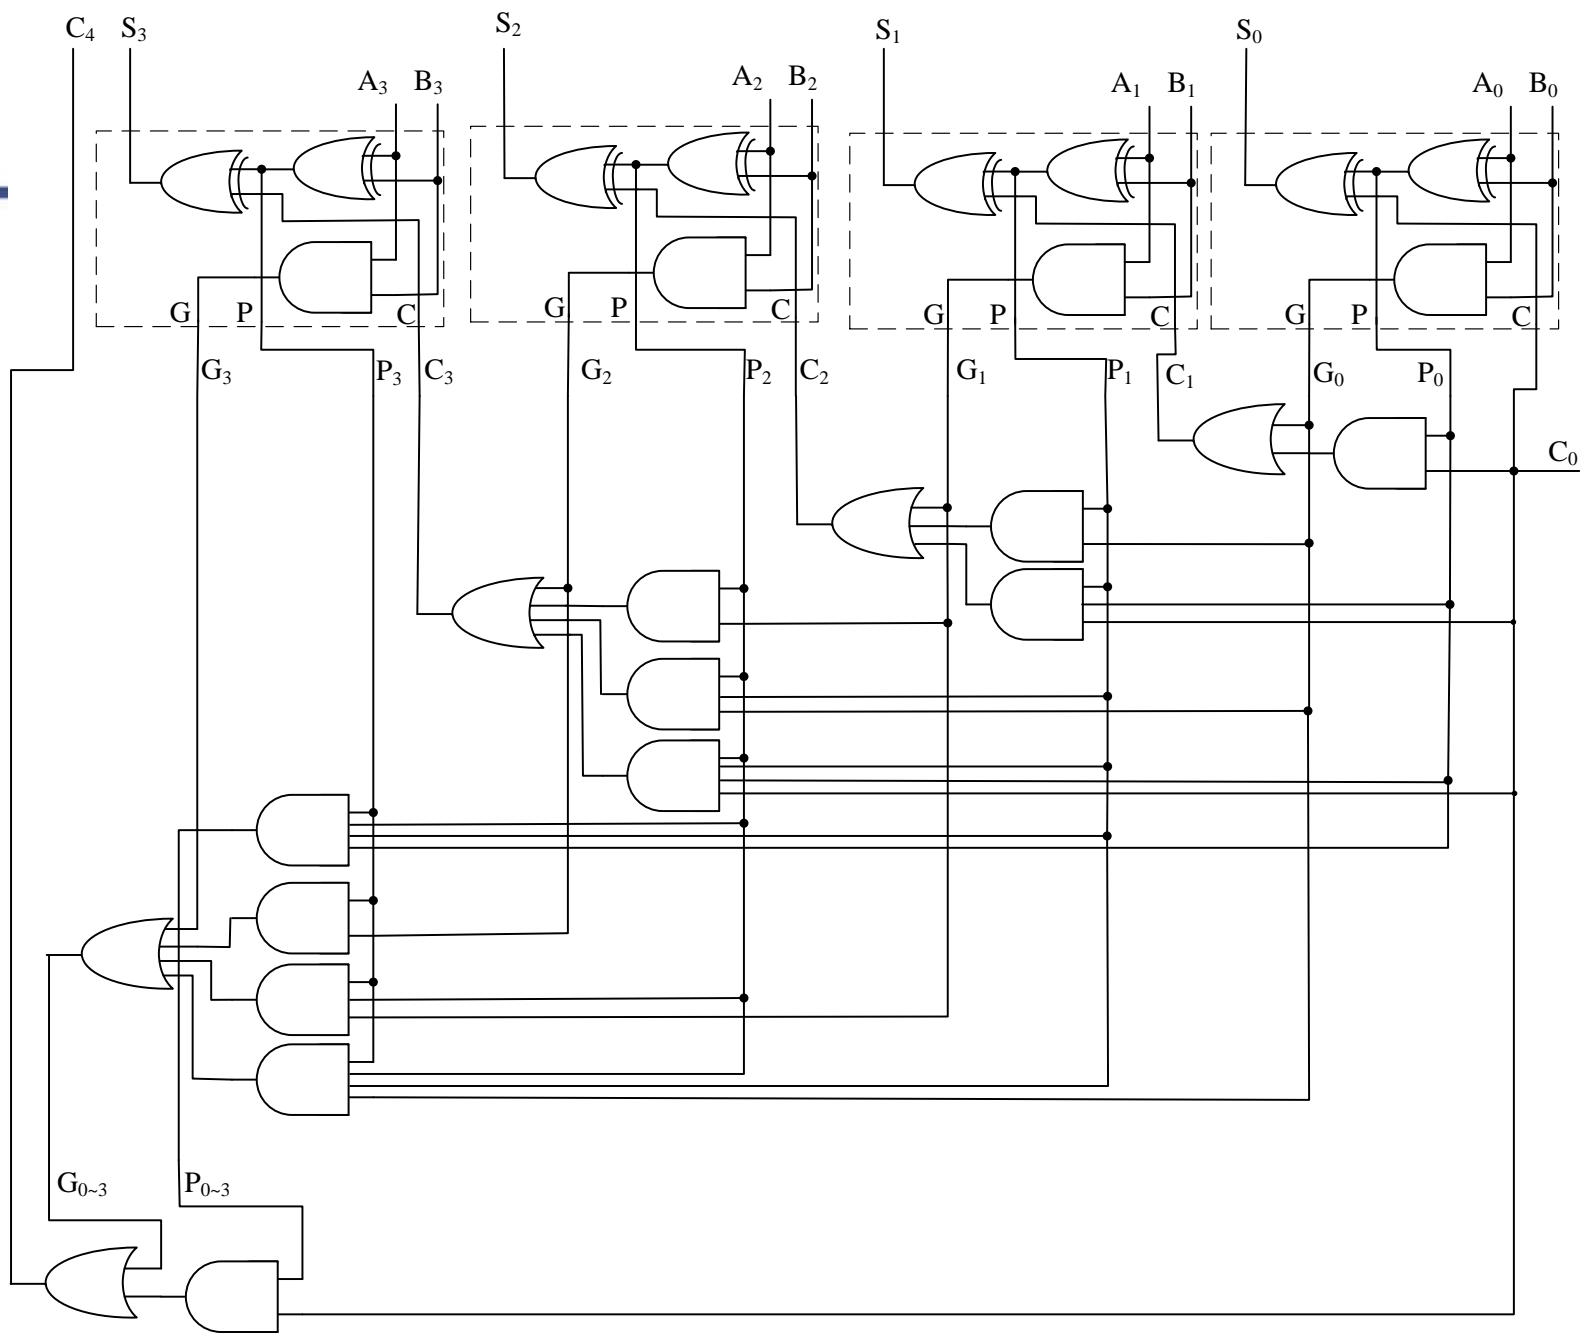 C₄ S₃ S₂ S₁ S₀
A₃ B₃ A₂ B₂ A₁ B₁ A₀ B₀
G P C G P C G P C G P C
G₃ P₃ C₃ G₂ P₂ C₂ G₁ P₁ C₁ G₀ P₀
C₀
G₀~₃ P₀~₃